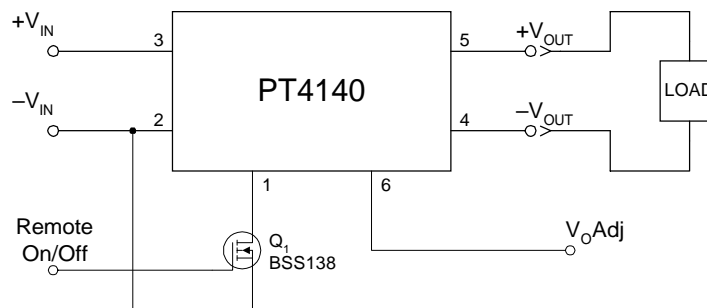 +VIN
3
5
+VOUT
PT4140
LOAD
–VIN
2
4
–VOUT
1
6
Remote
On/Off
Q1
BSS138
VOAdj